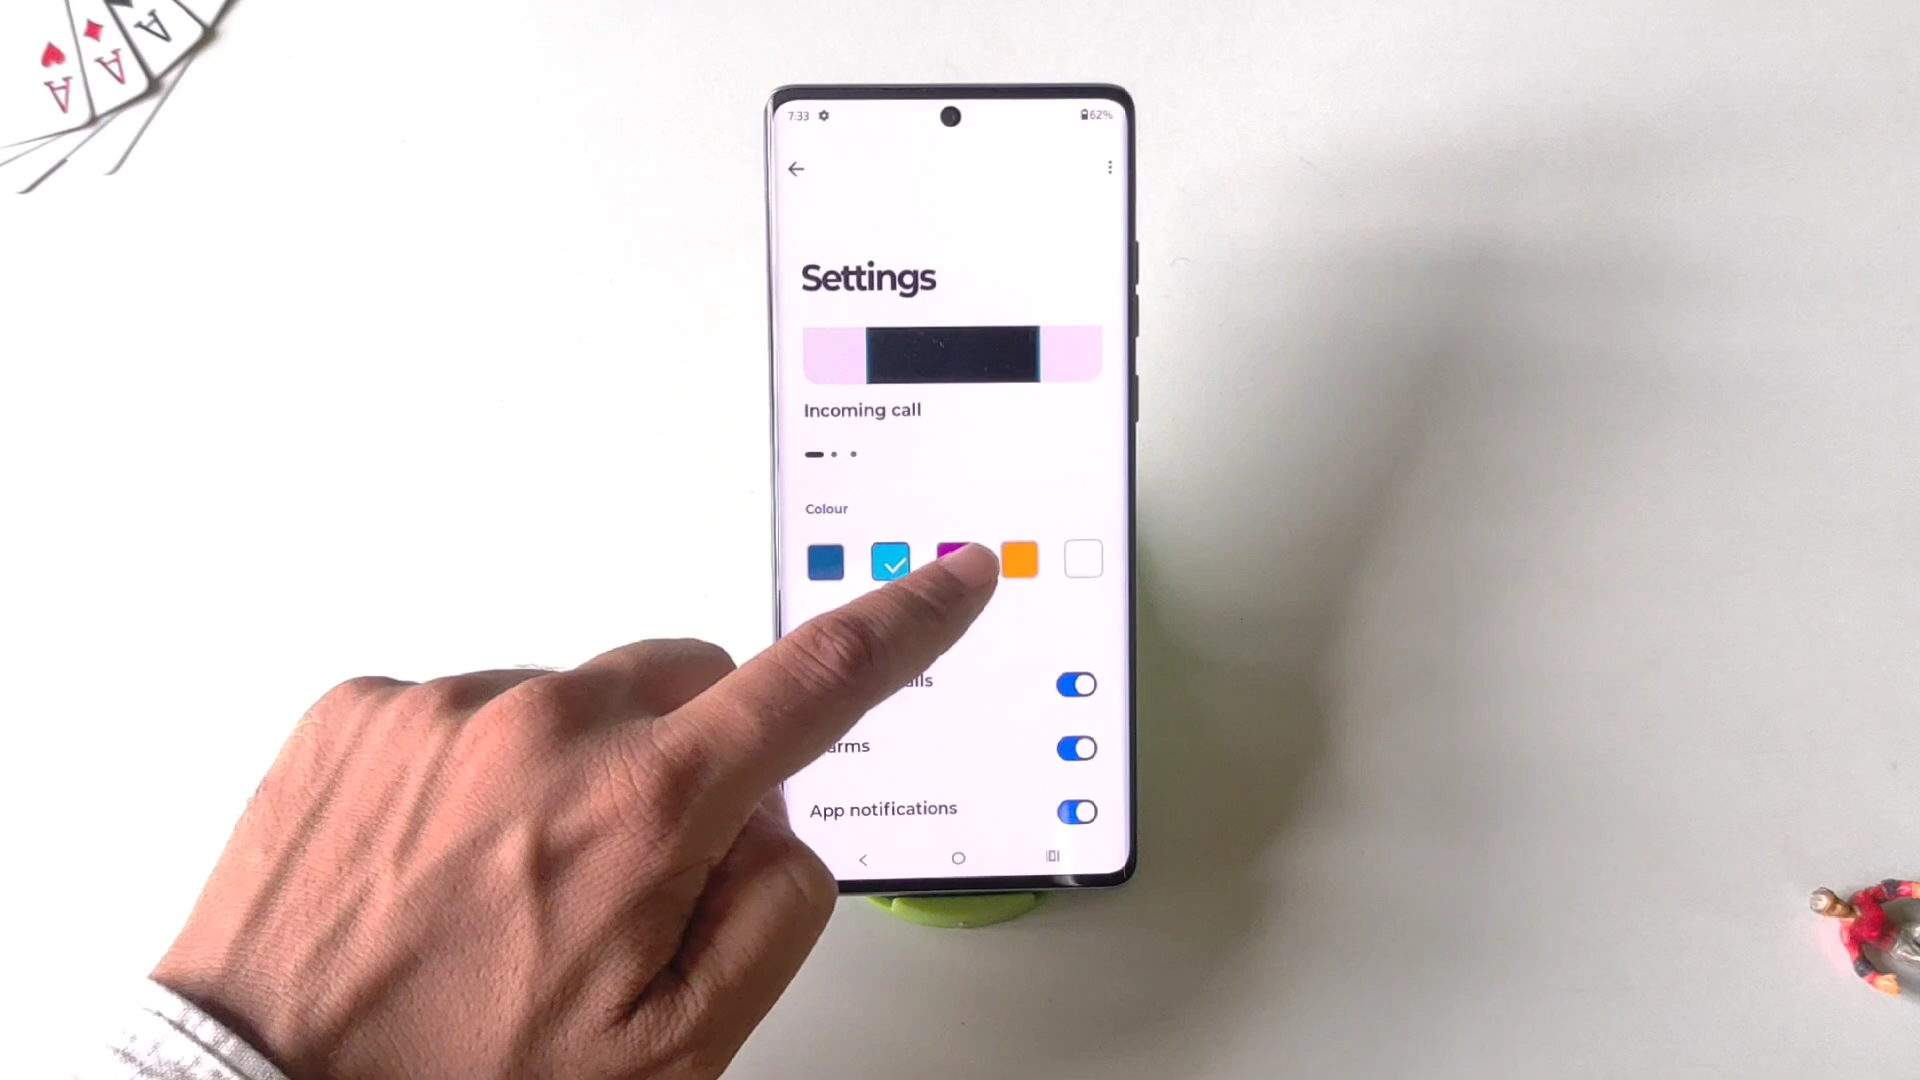 A
A
A
7:33
62%
Settings
Incoming call
Colour
App notifications